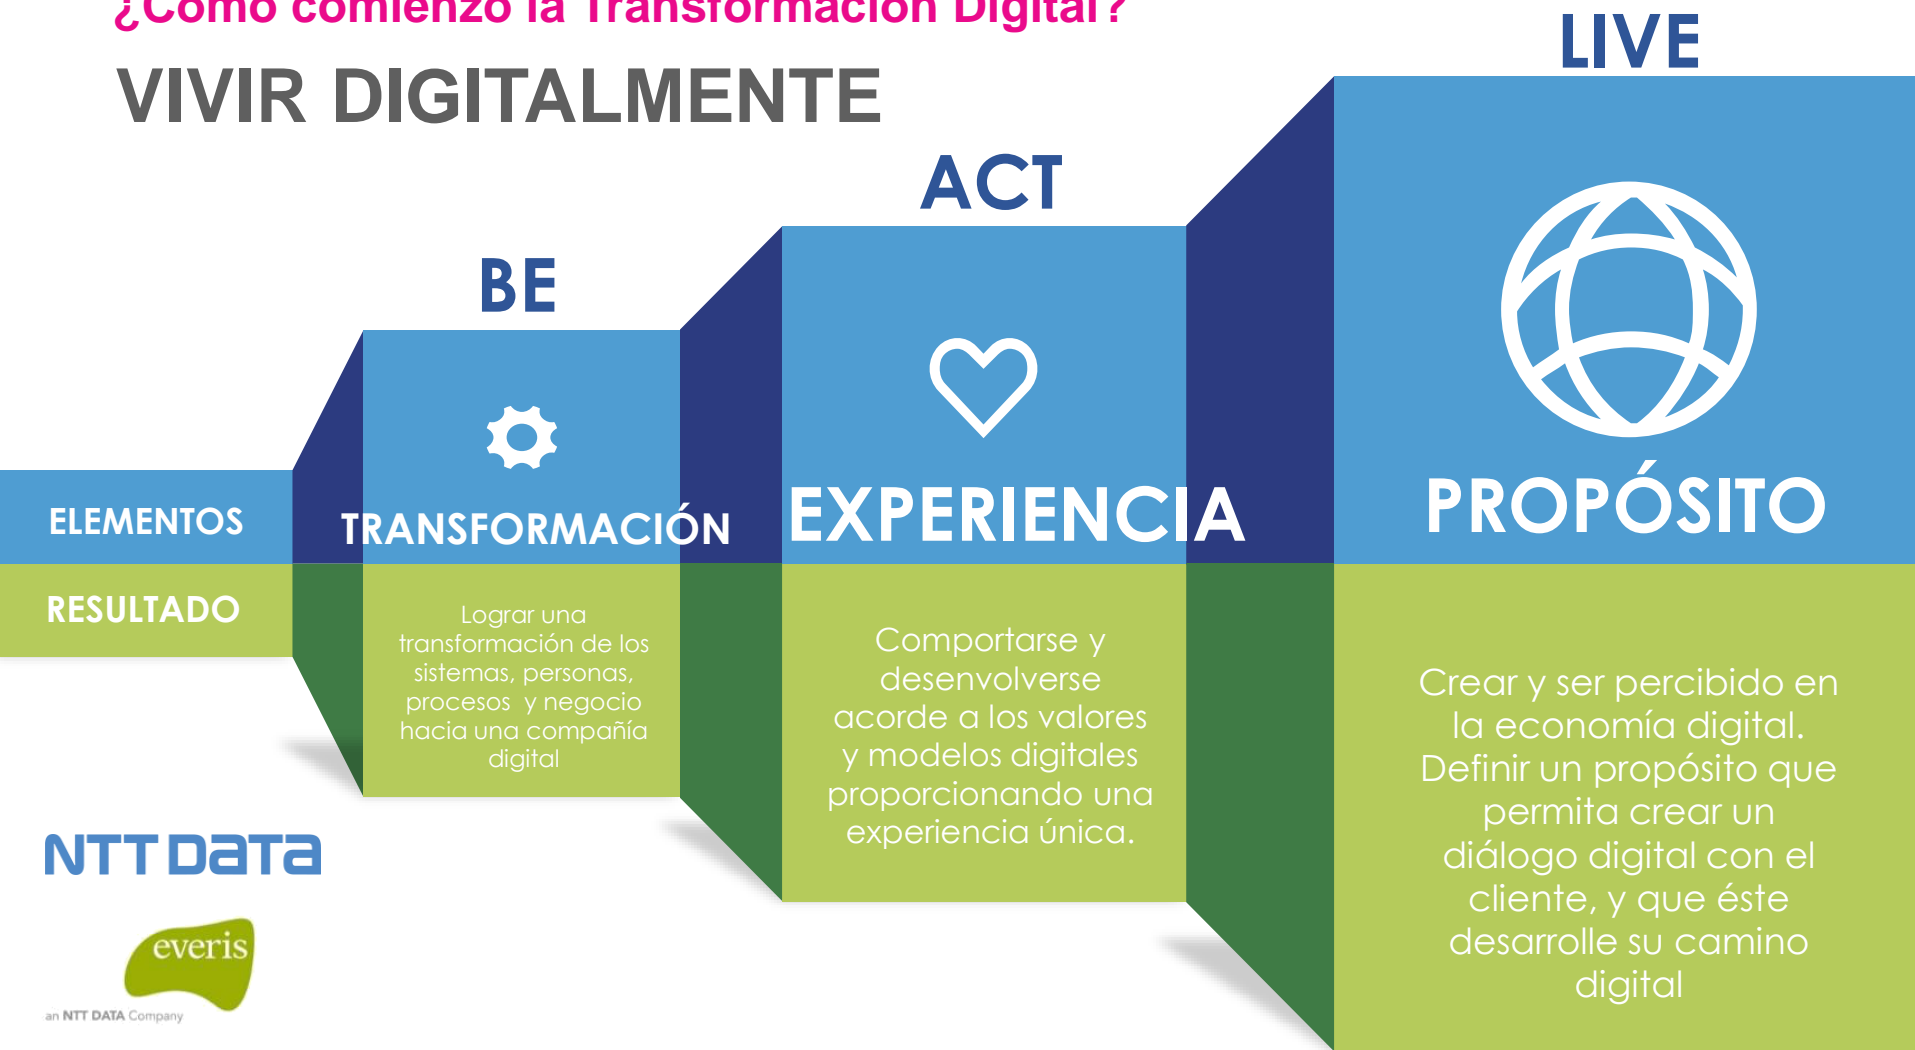 ¿Cómo comienzo la Transformación Digital?
VIVIR DIGITALMENTE
BE
ACT
LIVE
ELEMENTOS
TRANSFORMACIÓN
EXPERIENCIA
PROPÓSITO
RESULTADO
Lograr una
transformación de los
sistemas, personas,
procesos y negocio
hacia una compañía
digital
Comportarse y
desenvolverse
acorde a los valores
y modelos digitales
proporcionando una
experiencia única.
Crear y ser percibido en
la economía digital.
Definir un propósito que
permita crear un
diálogo digital con el
cliente, y que éste
desarrolle su camino
digital
NTT DATA
everis
an NTT DATA Company